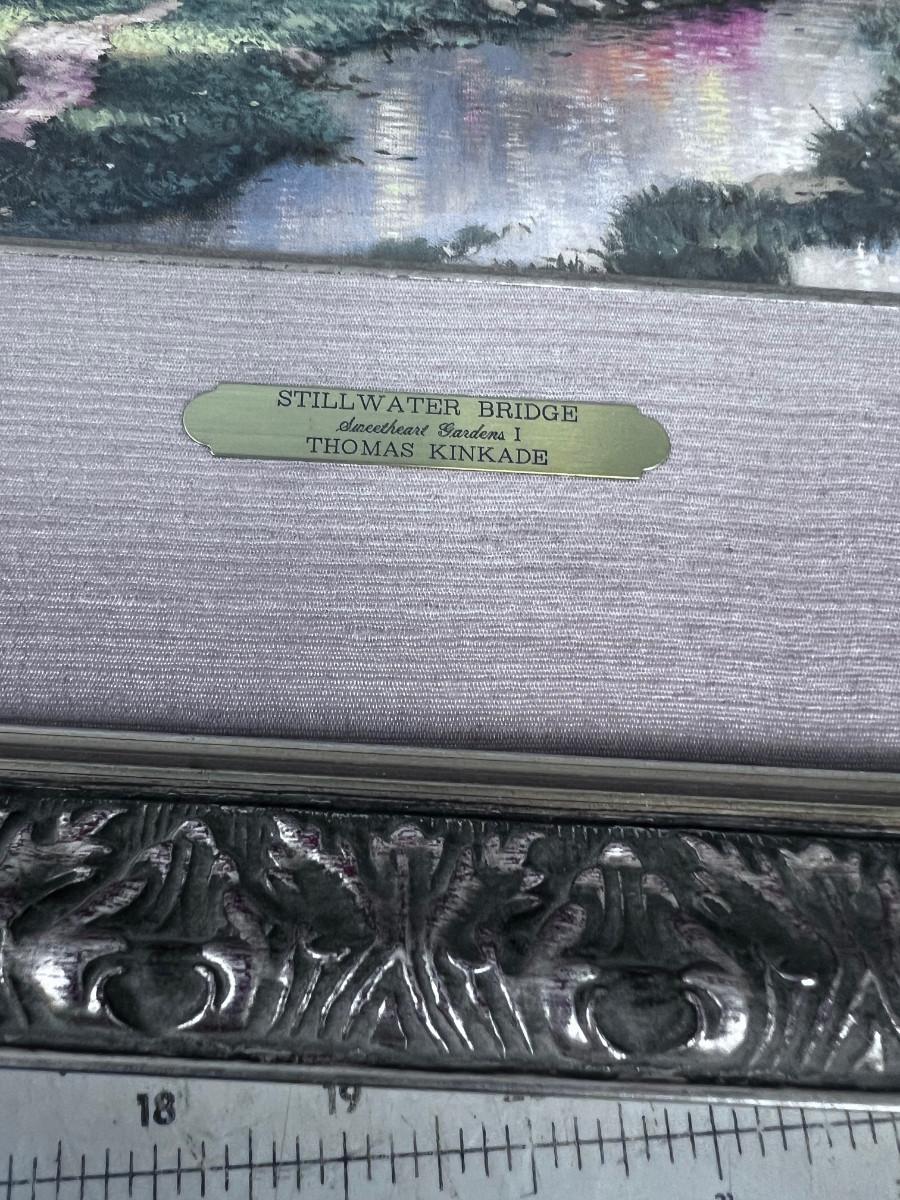 STILLWATER BRIDGE
Sweetheart Gardens I
THOMAS KINKADE
18 19